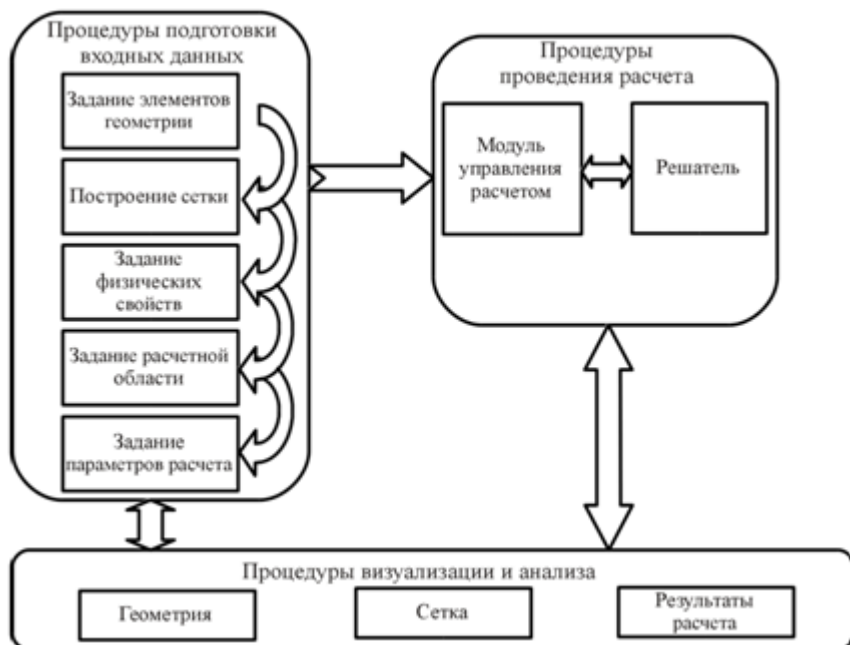 Процедуры подготовки
входных данных
Задание элементов
геометрии
Построение сетки
Задание
физических
свойств
Задание расчетной
области
Задание
параметров расчета
Процедуры
проведения расчета
Модуль
управления
расчетом
Решатель
Процедуры визуализации и анализа
Геометрия
Сетка
Результаты
расчета